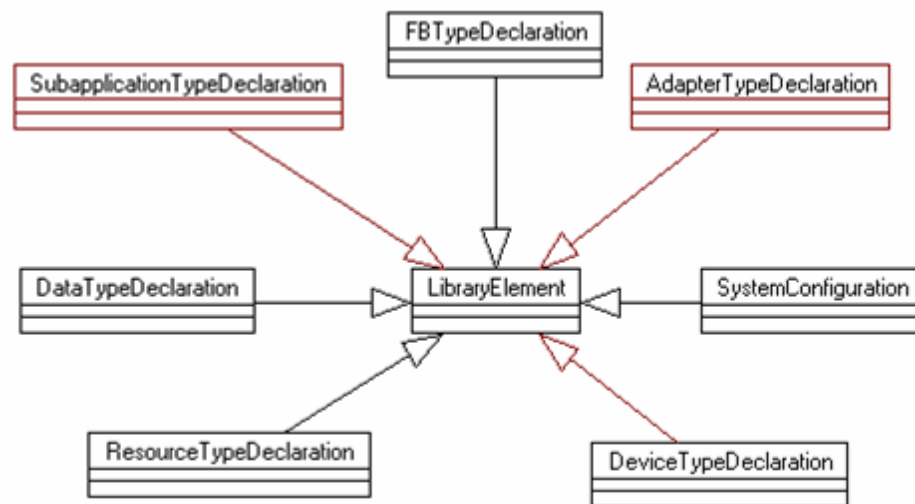 FBTypeDeclaration
SubapplicationTypeDeclaration
AdapterTypeDeclaration
DataTypeDeclaration
LibraryElement
SystemConfiguration
ResourceTypeDeclaration
DeviceTypeDeclaration